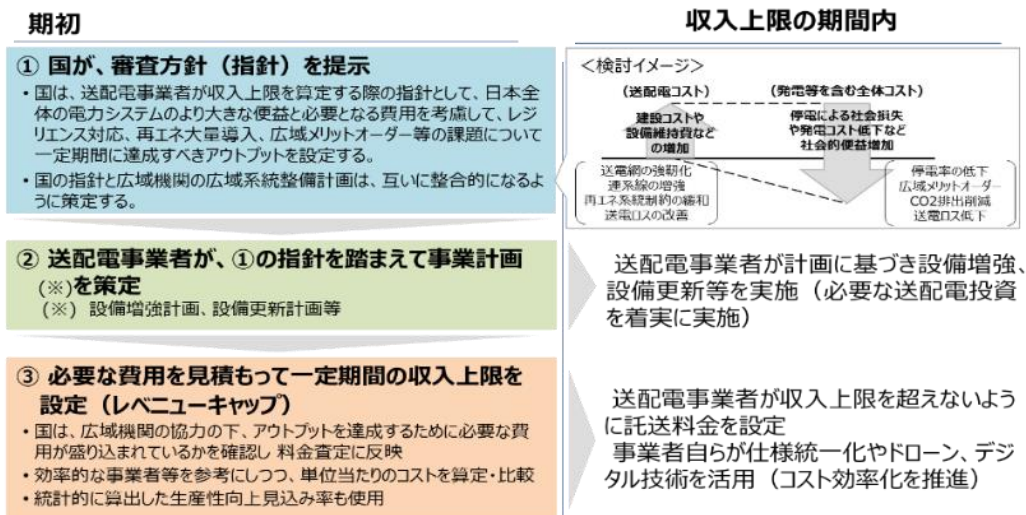 期初
① 国が、審査方針（指針）を提示
・国は、送配電事業者が収入上限を算定する際の指針として、日本全
体の電力システムのより大きな便益と必要となる費用を考慮して、レジ
リエンス対応、再エネ大量導入、広域メリットオーダー等の課題について
一定期間に達成すべきアウトプットを設定する。
・国の指針と広域機関の広域系統整備計画は、互いに整合的になるよ
うに策定する。
② 送配電事業者が、①の指針を踏まえて事業計画
(※)を策定
(※) 設備増強計画、設備更新計画等
③ 必要な費用を見積もって一定期間の収入上限を
設定（レベニューキャップ）
・国は、広域機関の協力の下、アウトプットを達成するために必要な費
用が盛り込まれているかを確認し 料金査定に反映
・効率的な事業者等を参考にしつつ、単位当たりのコストを算定・比較
・統計的に算出した生産性向上見込み率も使用
収入上限の期間内
＜検討イメージ＞
（送配電コスト）
（発電等を含む全体コスト）
建設コストや
設備維持費など
の増加
停電による社会損失
や発電コスト低下など
社会的便益増加
送電網の強靭化
連系線の増強
再エネ系統制約の緩和
送電ロスの改善
停電率の低下
広域メリットオーダー
CO2排出削減
送電ロス低下
送配電事業者が計画に基づき設備増強、
設備更新等を実施（必要な送配電投資
を着実に実施）
送配電事業者が収入上限を超えないよう
に託送料金を設定
事業者自らが仕様統一化やドローン、デジ
タル技術を活用（コスト効率化を推進）